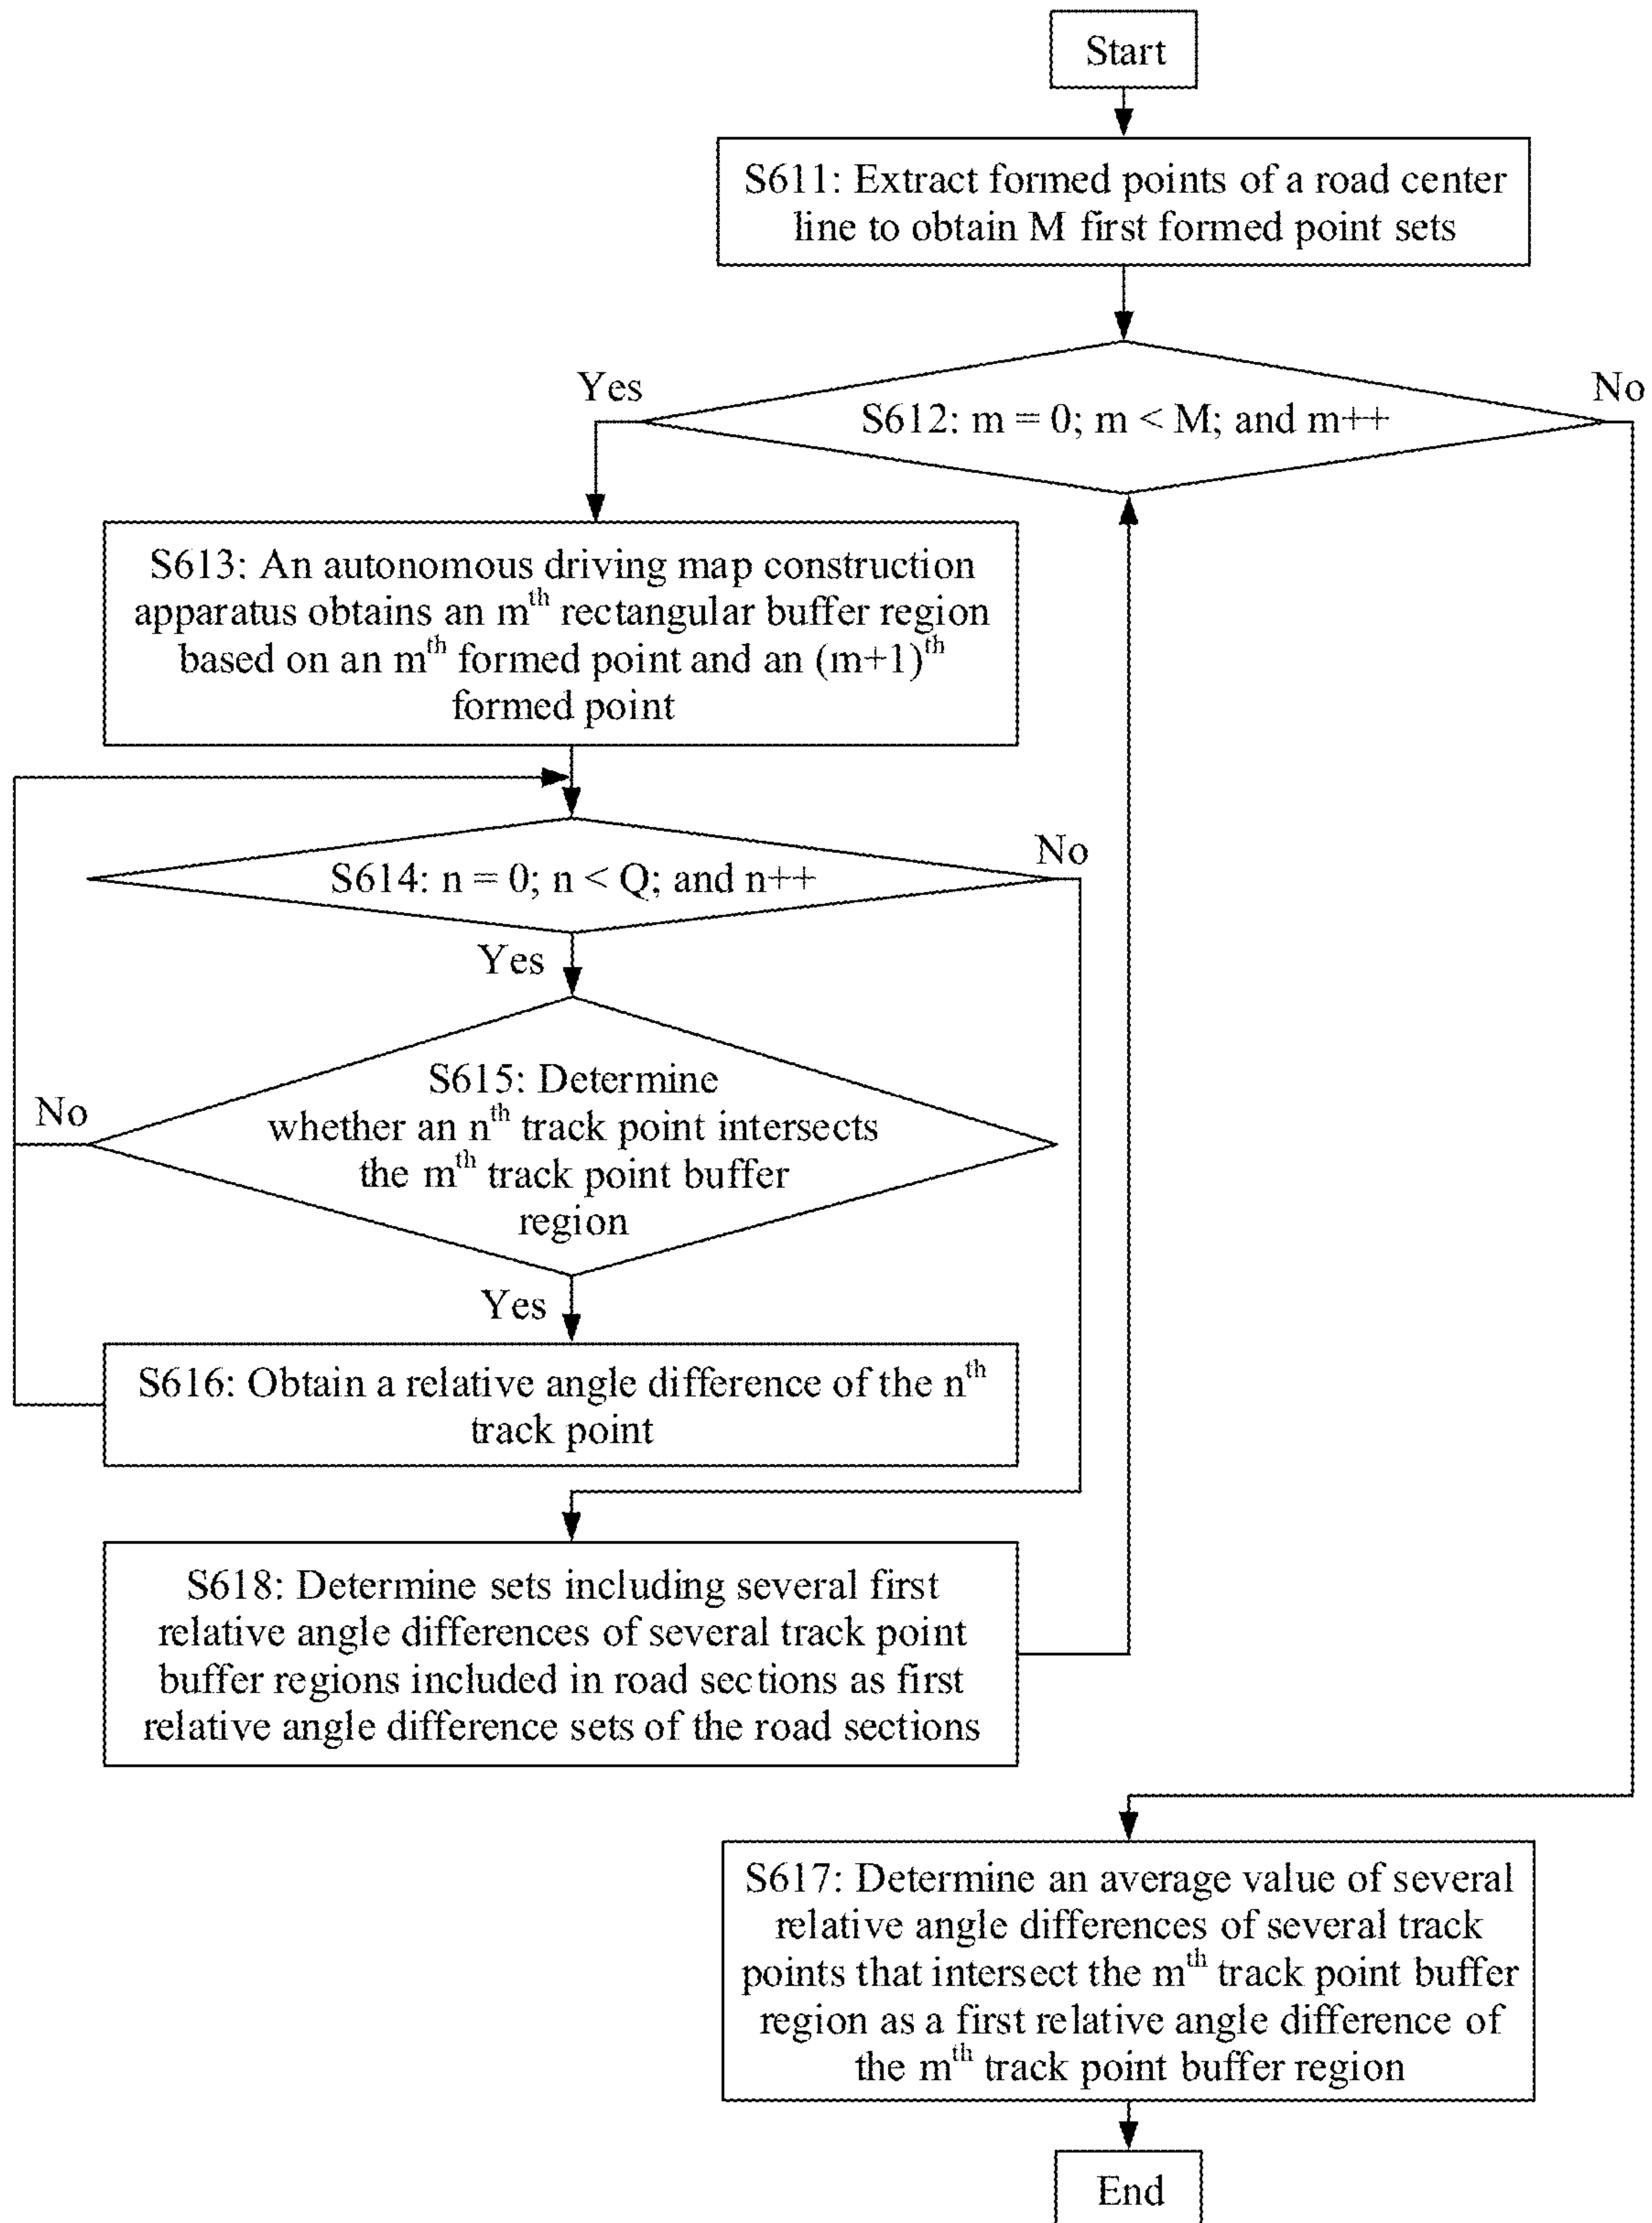 Start
S611: Extract formed points of a road center
line to obtain M first formed point sets
Yes
No
S612: m = 0; m < M; and m++
S613: An autonomous driving map construction
apparatus obtains an mth rectangular buffer region
based on an mth formed point and an (m+1)th
formed point
No
S614: n = 0; n < Q; and n++
Yes
S615: Determine
No
whether an nth track point intersects
the mth track point buffer
region
Yes
S616: Obtain a relative angle difference of the nth
track point
S618: Determine sets including several first
relative angle differences of several track point
buffer regions included in road sections as first
relative angle difference sets of the road sections
S617: Determine an average value of several
relative angle differences of several track
points that intersect the mth track point buffer
region as a first relative angle difference of
the mth track point buffer region
End